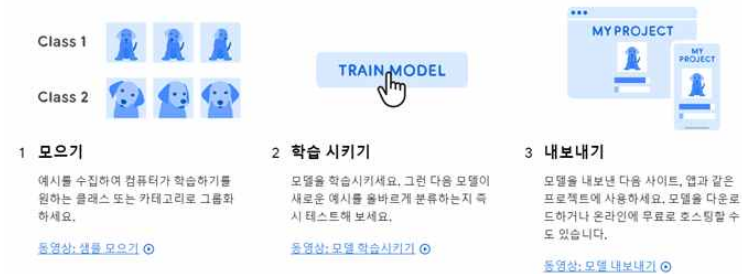 Class 1
Class 2
TRAIN MODEL
MY PROJECT
MY
PROJECT
1 모으기
예시를 수집하여 컴퓨터가 학습하기를
원하는 클래스 또는 카테고리로 그룹화
하세요.
동영상: 샘플 모으기
2 학습 시키기
모델을 학습시키세요. 그런 다음 모델이
새로운 예시를 올바르게 분류하는지 즉
시 테스트해 보세요.
동영상: 모델 학습시키기
3 내보내기
모델을 내보낸 다음 사이트, 앱과 같은
프로젝트에 사용하세요. 모델을 다운로
드하거나 온라인에 무료로 호스팅할 수
도 있습니다.
동영상: 모델 내보내기